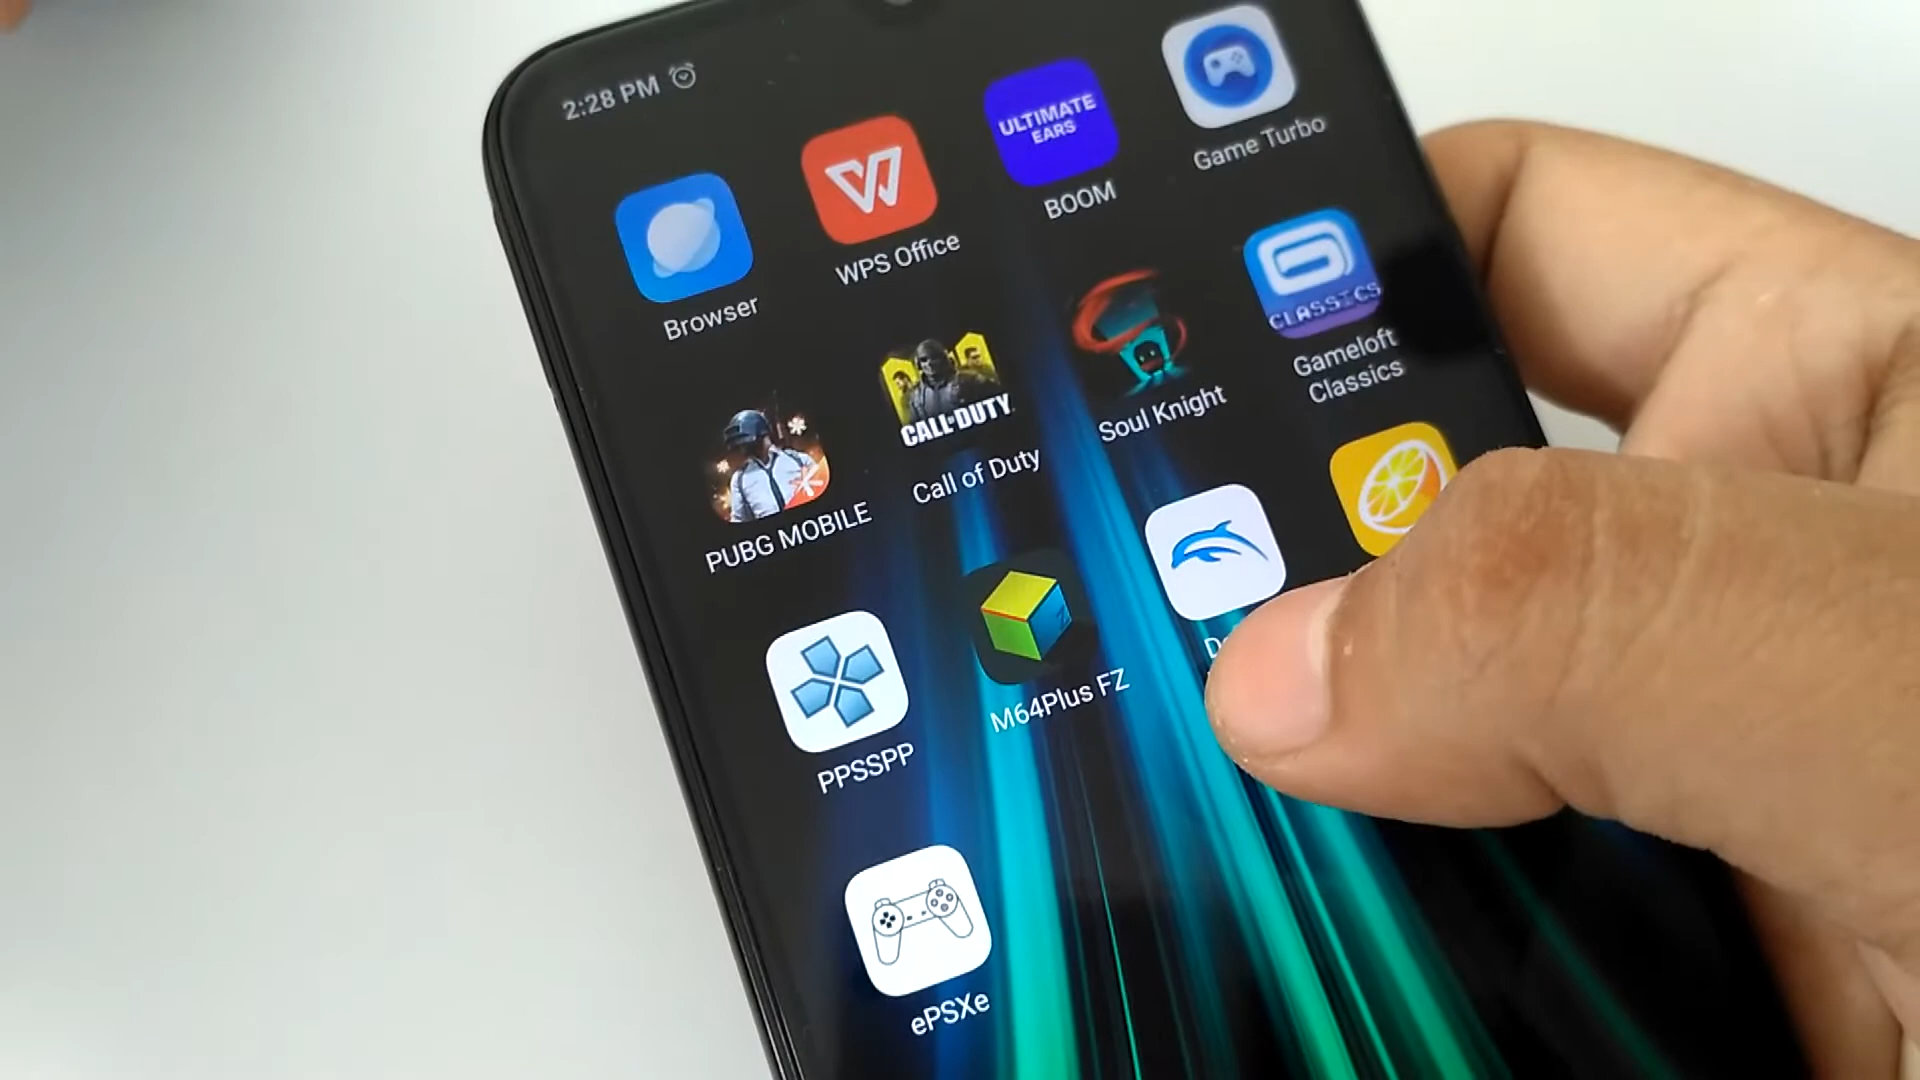 2:28 PM
ULTIMATE
EARS
Browser
WPS Office
BOOM
Game Turbo
CLASSICS
CALL OF DUTY
PUBG MOBILE
Call of Duty
Soul Knight
Gameloft
Classics
PPSSPP
M64Plus FZ
ePSXe